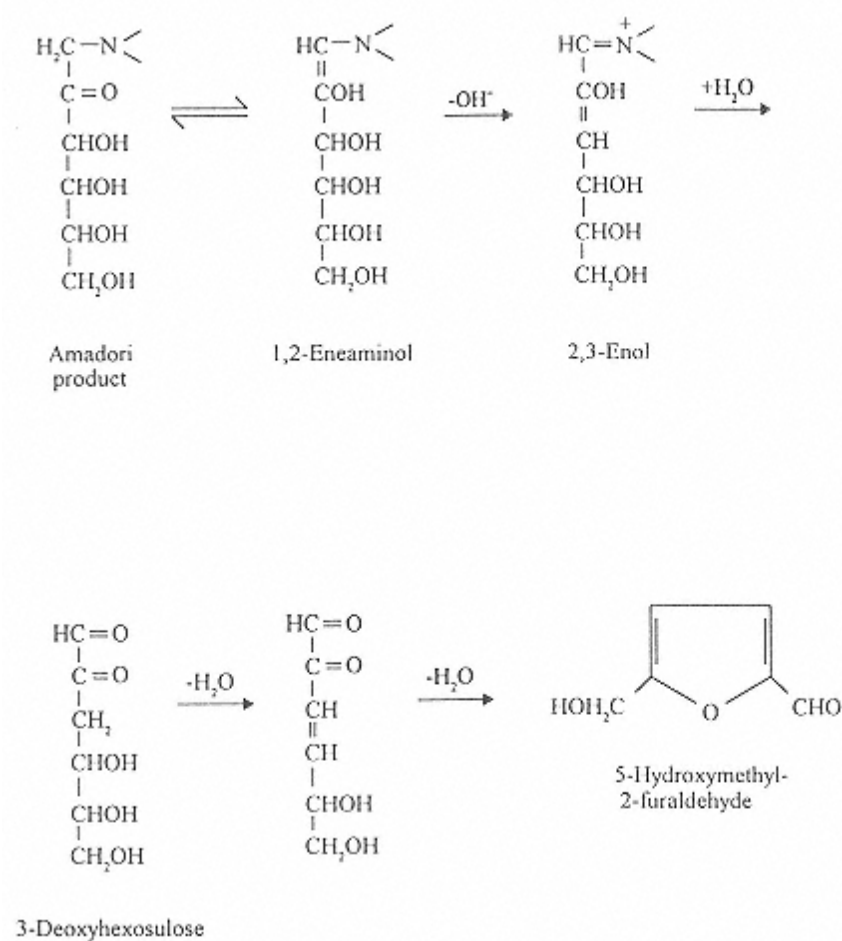 H₂C−N
C=O
CHOH
CHOH
CHOH
CH₂OH
Amadori
product
HC−N
COH
CHOH
CHOH
CHOH
CH₂OH
1,2-Eneaminol
-OH⁻
+
HC=N
COH
CH
CHOH
CHOH
CH₂OH
2,3-Enol
+H₂O
HC=O
C=O
CH₂
CHOH
CHOH
CH₂OH
3-Deoxyhexosulose
-H₂O
HC=O
C=O
CH
CH
CHOH
CH₂OH
-H₂O
HOH₂C
O
CHO
5-Hydroxymethyl-
2-furaldehyde